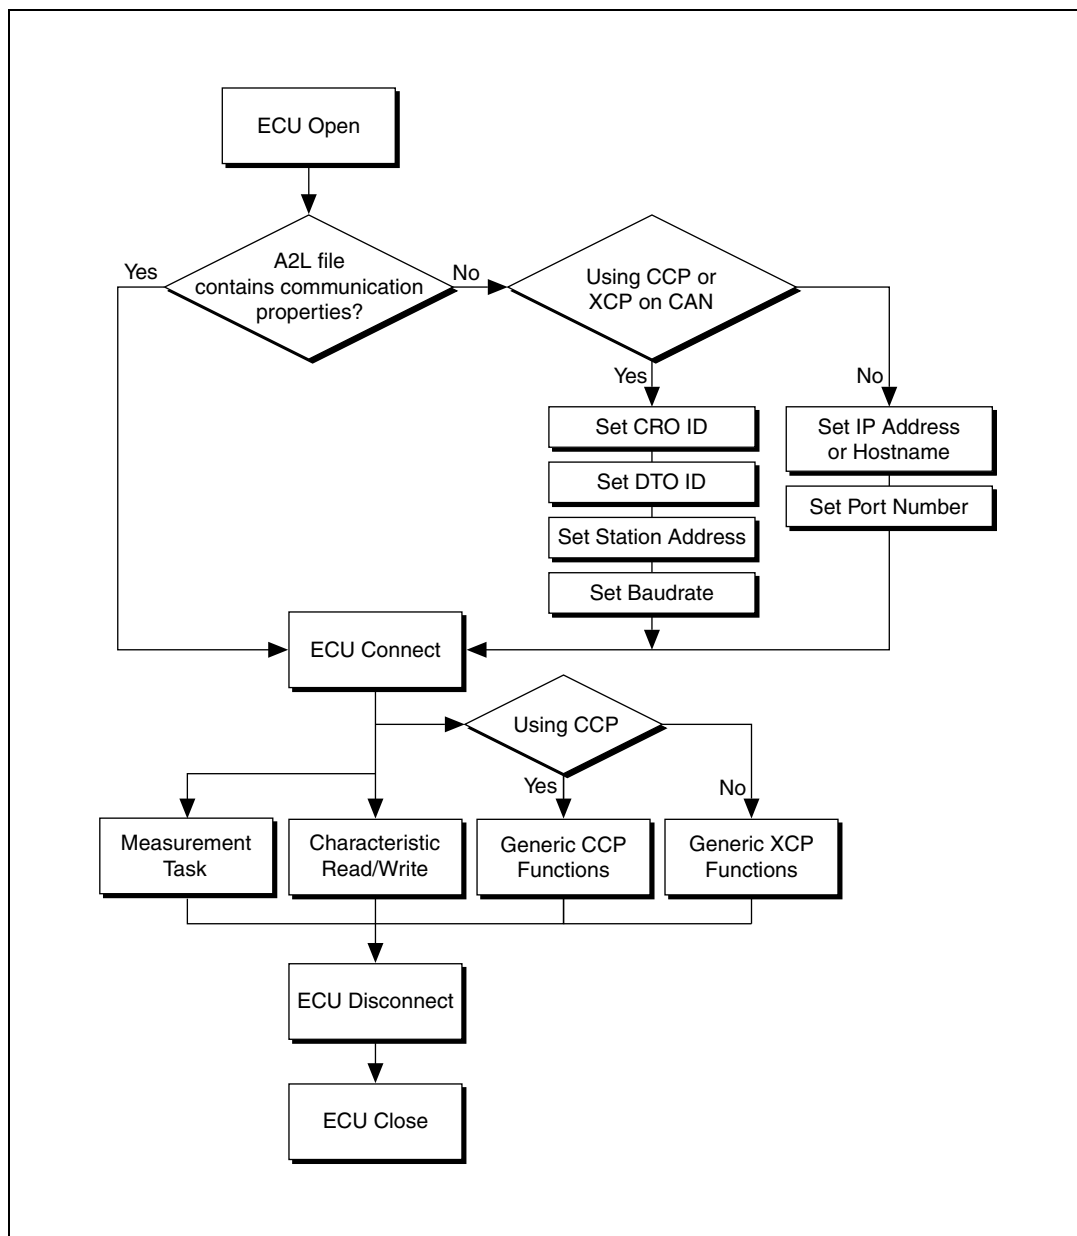 ECU Open
A2L file
contains communication
properties?
Yes
No
Using CCP or
XCP on CAN
Yes
No
Set CRO ID
Set DTO ID
Set Station Address
Set Baudrate
Set IP Address
or Hostname
Set Port Number
ECU Connect
Using CCP
Yes
No
Measurement
Task
Characteristic
Read/Write
Generic CCP
Functions
Generic XCP
Functions
ECU Disconnect
ECU Close